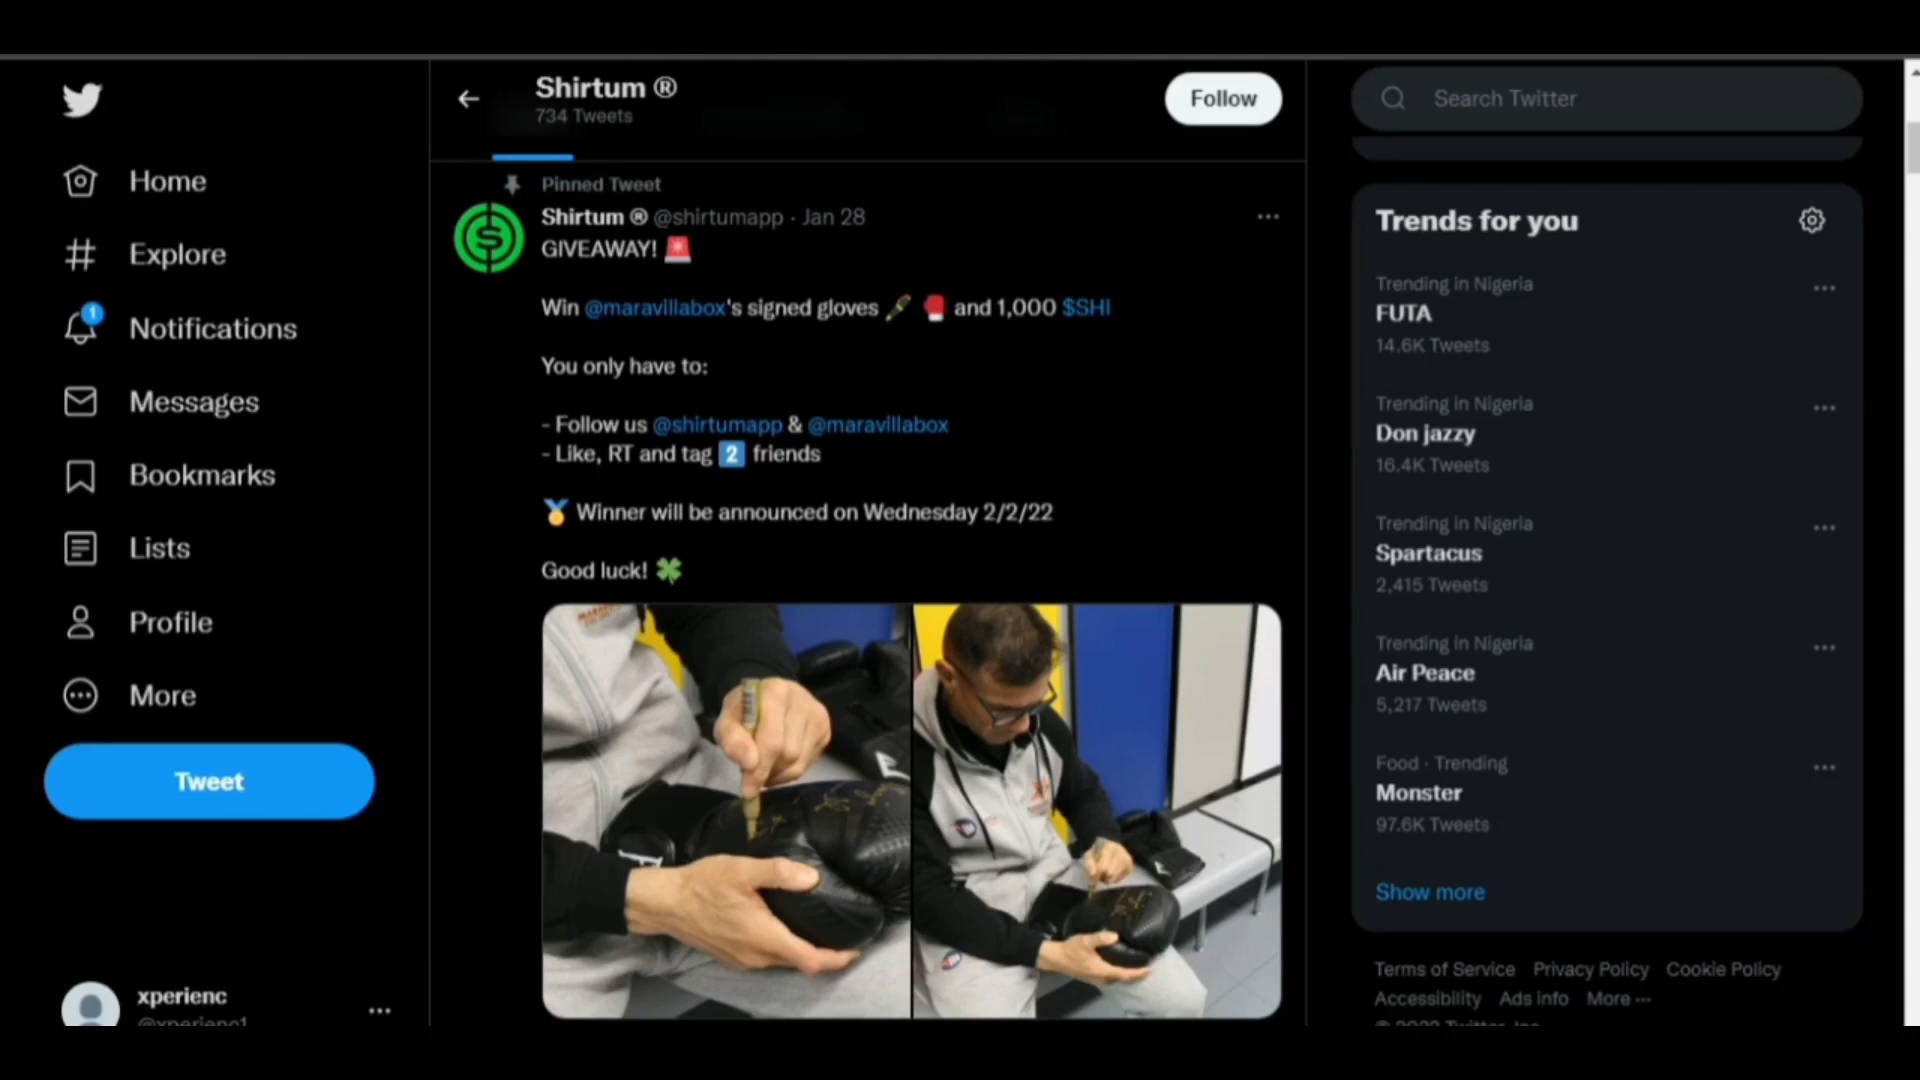 Home
Explore
1
Notifications
Messages
Bookmarks
Lists
Profile
More
Tweet
xperienc
@xperienc1
Shirtum ®
734 Tweets
Follow
Pinned Tweet
Shirtum ® @shirtumapp · Jan 28
GIVEAWAY! 🚨
Win @maravillabox's signed gloves 🖋️ 🥊 and 1,000 $SHI
You only have to:
- Follow us @shirtumapp & @maravillabox
- Like, RT and tag 2️⃣ friends
🏅 Winner will be announced on Wednesday 2/2/22
Good luck! 🍀
Search Twitter
Trends for you
Trending in Nigeria
FUTA
14.6K Tweets
Trending in Nigeria
Don jazzy
16.4K Tweets
Trending in Nigeria
Spartacus
2,415 Tweets
Trending in Nigeria
Air Peace
5,217 Tweets
Food · Trending
Monster
97.6K Tweets
Show more
Terms of Service Privacy Policy Cookie Policy
Accessibility Ads info More ···
© 2022 Twitter, Inc.